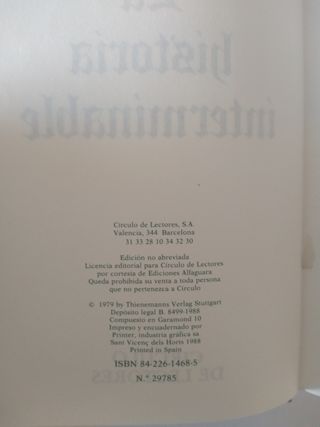 La
historia
interminable
Círculo de Lectores, S.A.
Valencia, 344 Barcelona
31 33 28 10 34 32 30
Edición no abreviada
Licencia editorial para Círculo de Lectores
por cortesía de Ediciones Alfaguara
Queda prohibida su venta a toda persona
que no pertenezca a Círculo
© 1979 by Thienemanns Verlag Stuttgart
Depósito legal B. 8499-1988
Compuesto en Garamond 10
Impreso y encuadernado por
Printer, industria gráfica sa
Sant Vicenç dels Horts 1988
Printed in Spain
ISBN 84-226-1468-5
N.º 29785
DE LECTORES